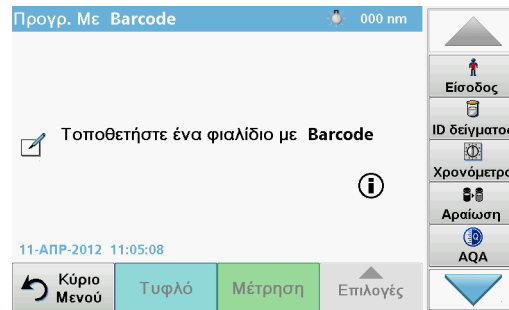 Προγρ. Με Barcode 000 nm
Τοποθετήστε ένα φιαλίδιο με Barcode
11-ΑΠΡ-2012 11:05:08
Κύριο
Μενού
Τυφλό
Μέτρηση
Επιλογές
Είσοδος
ID δείγματος
Χρονόμετρο
Αραίωση
AQA